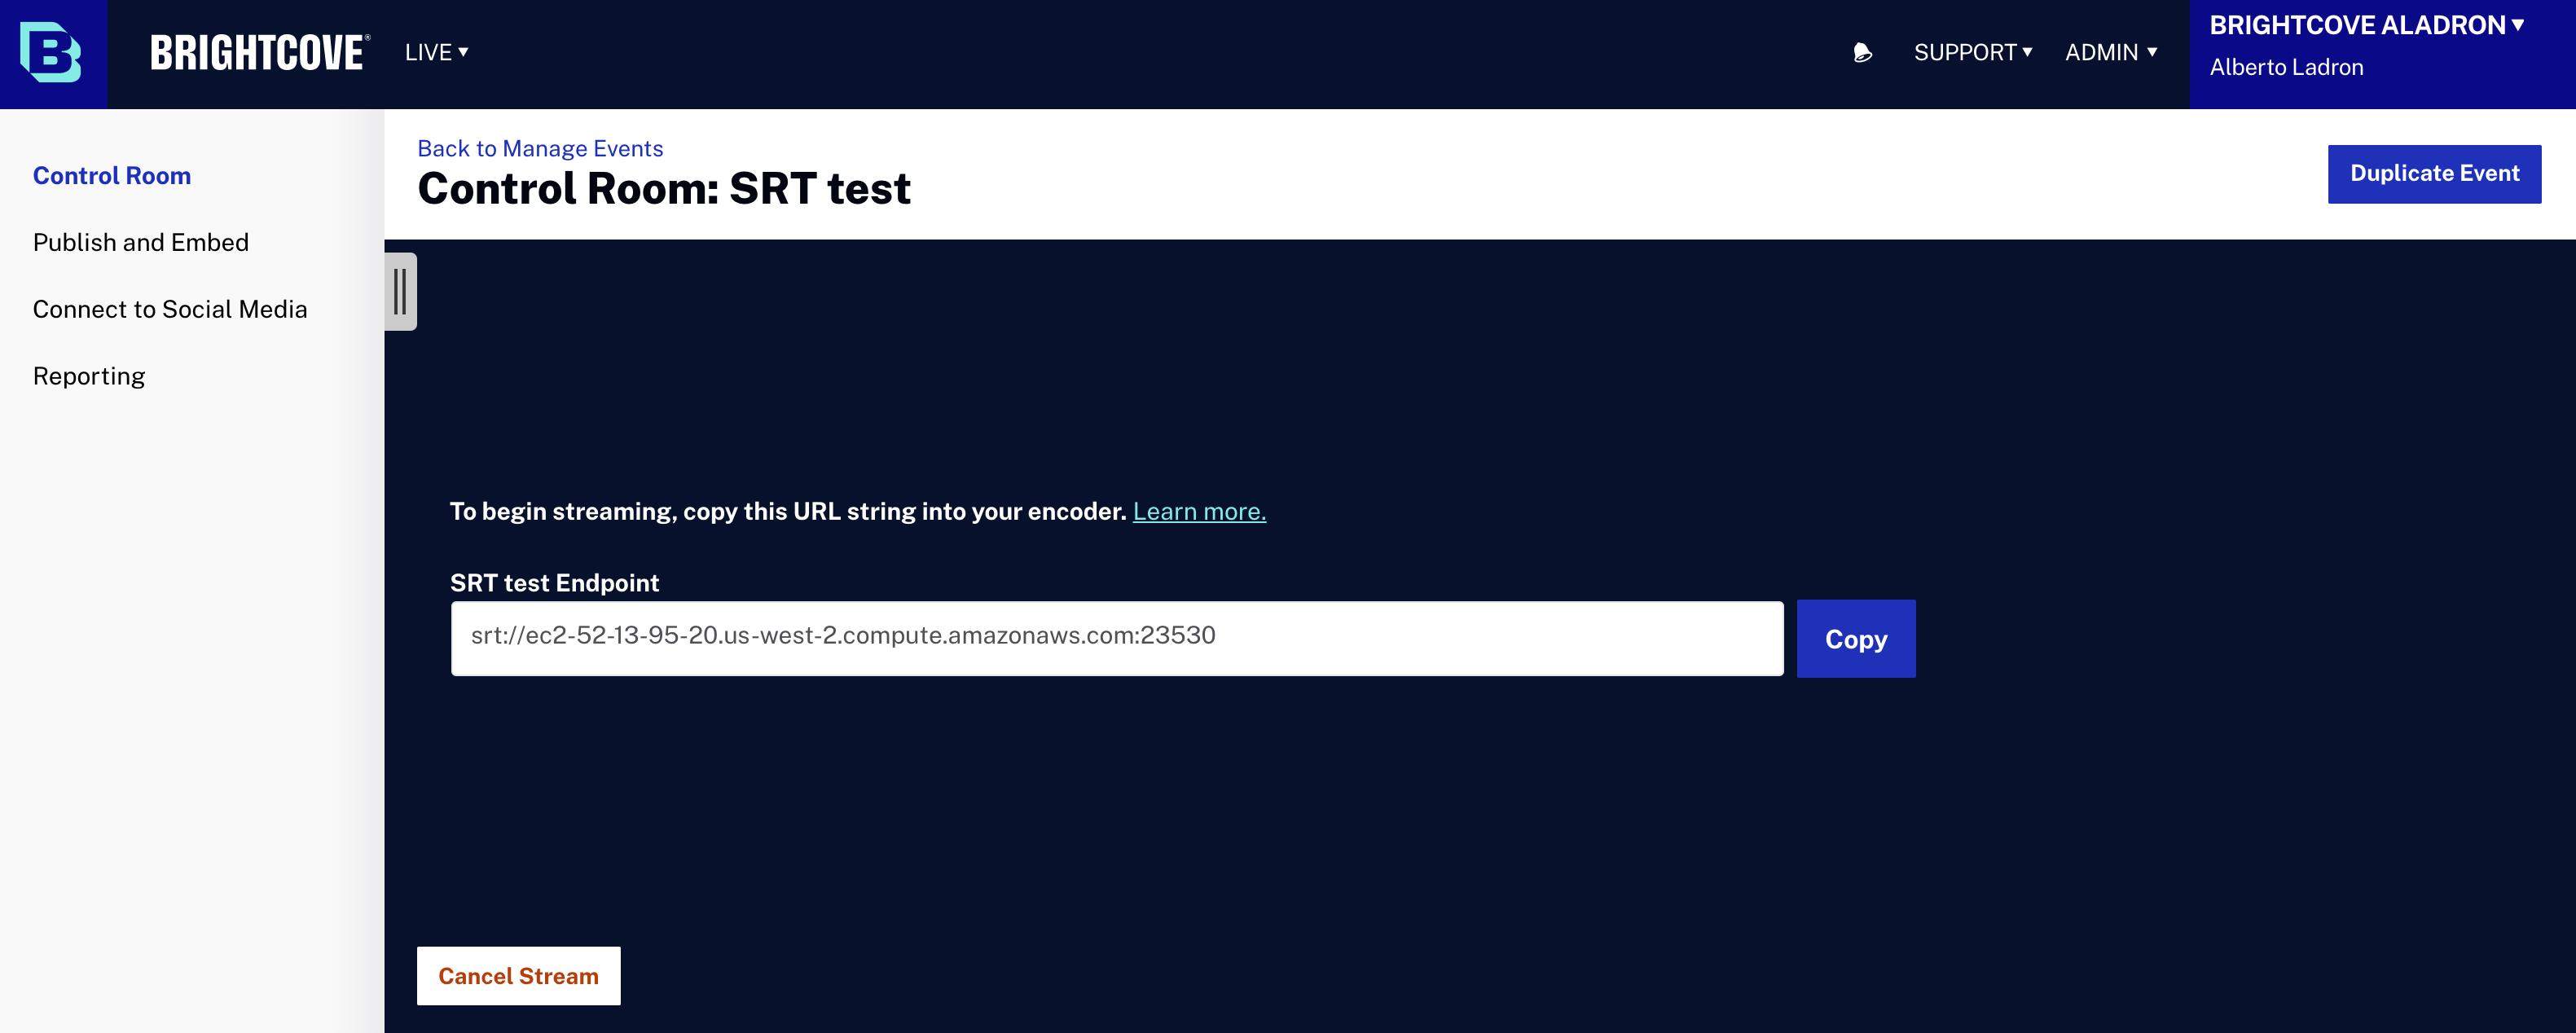 BRIGHTCOVE®
LIVE
SUPPORT
ADMIN
BRIGHTCOVE ALADRON
Alberto Ladron
Control Room
Publish and Embed
Connect to Social Media
Reporting
Back to Manage Events
Control Room: SRT test
Duplicate Event
To begin streaming, copy this URL string into your encoder. Learn more.
SRT test Endpoint
srt://ec2-52-13-95-20.us-west-2.compute.amazonaws.com:23530
Copy
Cancel Stream